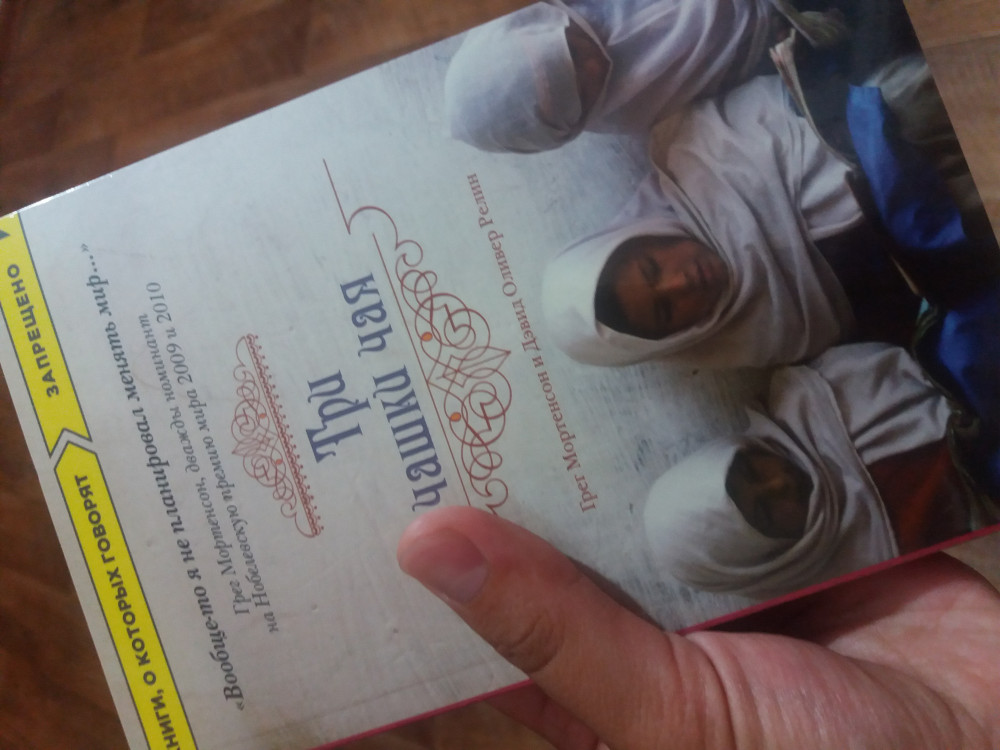 КНИГИ, О КОТОРЫХ ГОВОРЯТ
ЗАПРЕЩЕНО
«Вообще-то я не планировал менять мир...»
Грег Мортенсон, дважды номинант
на Нобелевскую премию мира 2009 и 2010
Три
чашки чая
Грег Мортенсон и Дэвид Оливер Релин